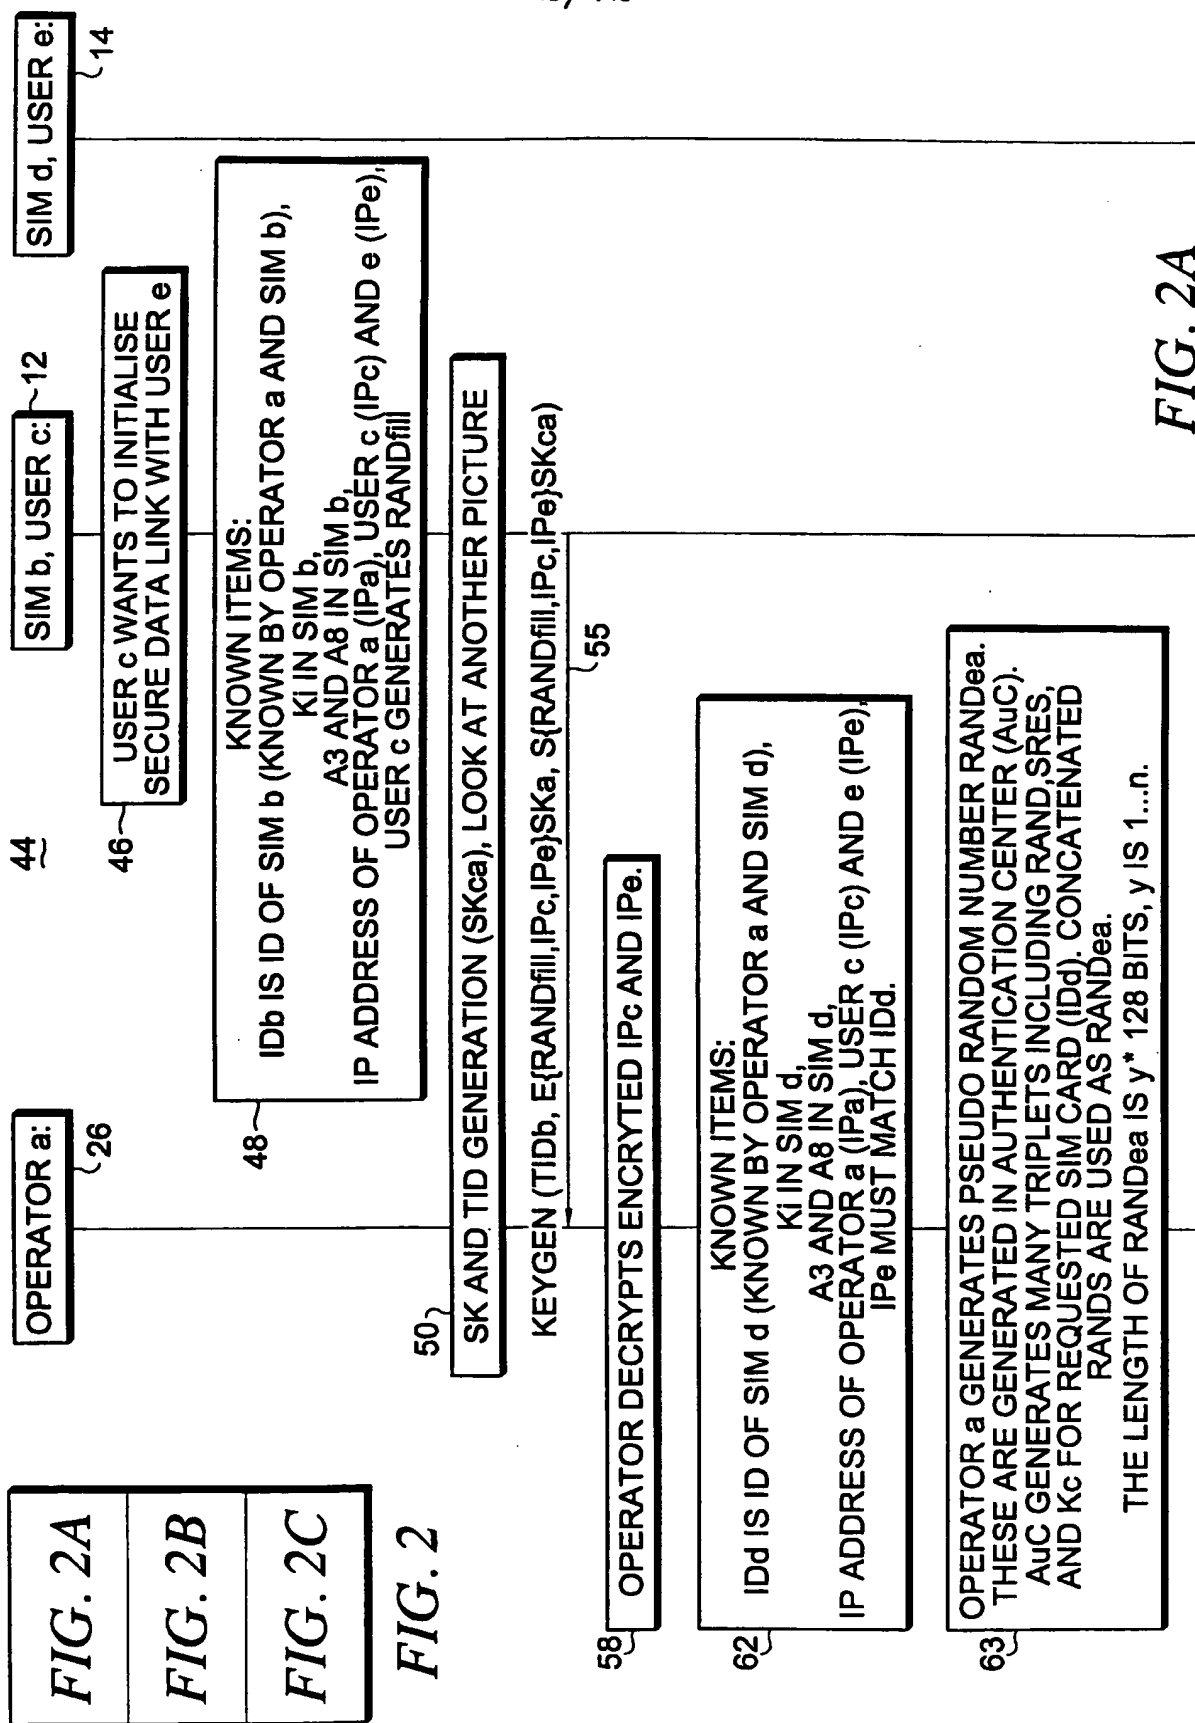 FIG. 2A
FIG. 2B
FIG. 2C
FIG. 2
44
OPERATOR a:
26
SIM b, USER c:
12
SIM d, USER e:
14
46
USER c WANTS TO INITIALISE
SECURE DATA LINK WITH USER e
48
KNOWN ITEMS:
IDb IS ID OF SIM b (KNOWN BY OPERATOR a AND SIM b),
Ki IN SIM b,
A3 AND A8 IN SIM b,
IP ADDRESS OF OPERATOR a (IPa), USER c (IPc) AND e (IPe),
USER c GENERATES RANDfill
50
SK AND TID GENERATION (SKca), LOOK AT ANOTHER PICTURE
KEYGEN (TIDb, E{RANDfill,IPc,IPe}SKa, S{RANDfill,IPc,IPe}SKca)
55
58
OPERATOR DECRYPTS ENCRYTED IPc AND IPe.
62
KNOWN ITEMS:
IDd IS ID OF SIM d (KNOWN BY OPERATOR a AND SIM d),
Ki IN SIM d,
A3 AND A8 IN SIM d,
IP ADDRESS OF OPERATOR a (IPa), USER c (IPc) AND e (IPe),
IPe MUST MATCH IDd.
63
OPERATOR a GENERATES PSEUDO RANDOM NUMBER RANDea.
THESE ARE GENERATED IN AUTHENTICATION CENTER (AuC).
AuC GENERATES MANY TRIPLETS INCLUDING RAND,SRES,
AND Kc FOR REQUESTED SIM CARD (IDd). CONCATENATED
RANDS ARE USED AS RANDea.
THE LENGTH OF RANDea IS y* 128 BITS, y IS 1...n.
FIG. 2A